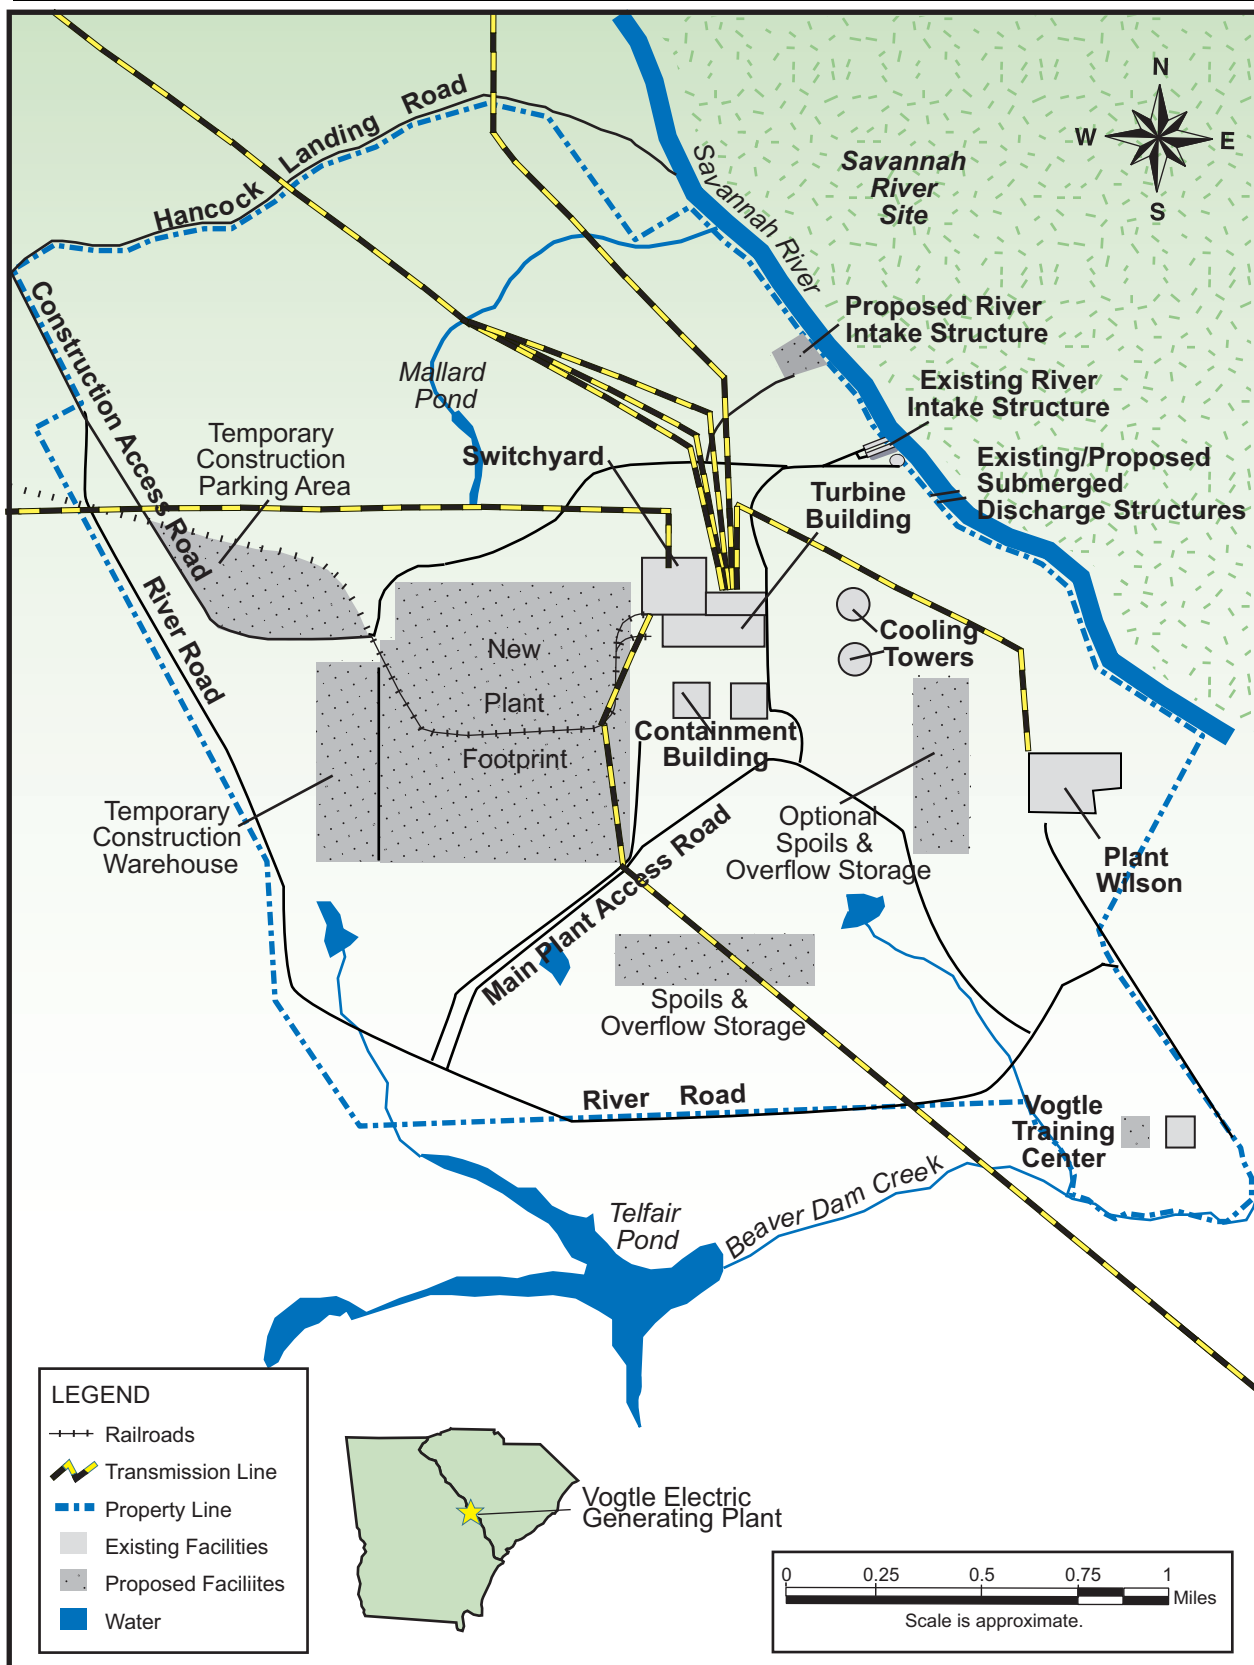 N
W
E
S
Hancock Landing Road
Savannah River
Savannah
River
Site
Construction Access Road
Proposed River
Intake Structure
Mallard
Pond
Existing River
Intake Structure
Temporary
Construction
Parking Area
Switchyard
Existing/Proposed
Submerged
Discharge Structures
Turbine
Building
River Road
Cooling
Towers
New
Plant
Footprint
Containment
Building
Temporary
Construction
Warehouse
Optional
Spoils &
Overflow Storage
Plant
Wilson
Main Plant Access Road
Spoils &
Overflow Storage
River Road
Vogtle
Training
Center
Beaver Dam Creek
Telfair
Pond
LEGEND
Railroads
Transmission Line
Property Line
Existing Facilities
Proposed Faciliites
Water
Vogtle Electric
Generating Plant
0 0.25 0.5 0.75 1
Miles
Scale is approximate.